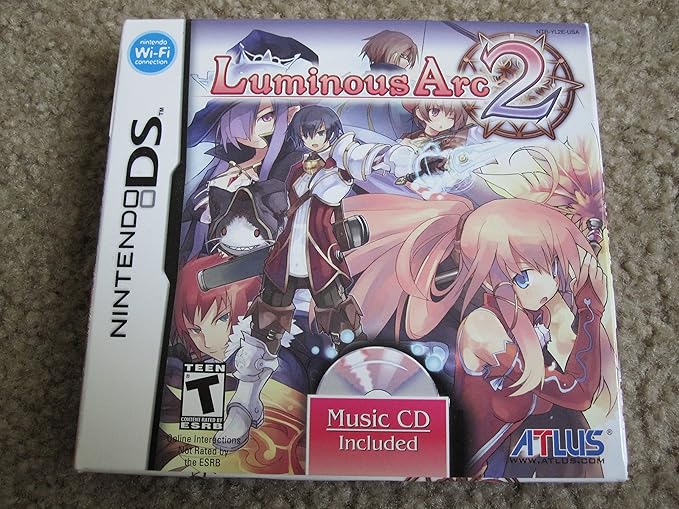 Nintendo
Wi-Fi
connection
NINTENDO DS™
NTR-YL2E-USA
Luminous Arc 2
TEEN
T
CONTENT RATED BY
ESRB
Online Interactions
Not Rated by
the ESRB
Music CD
Included
ATLUS®
WWW.ATLUS.COM